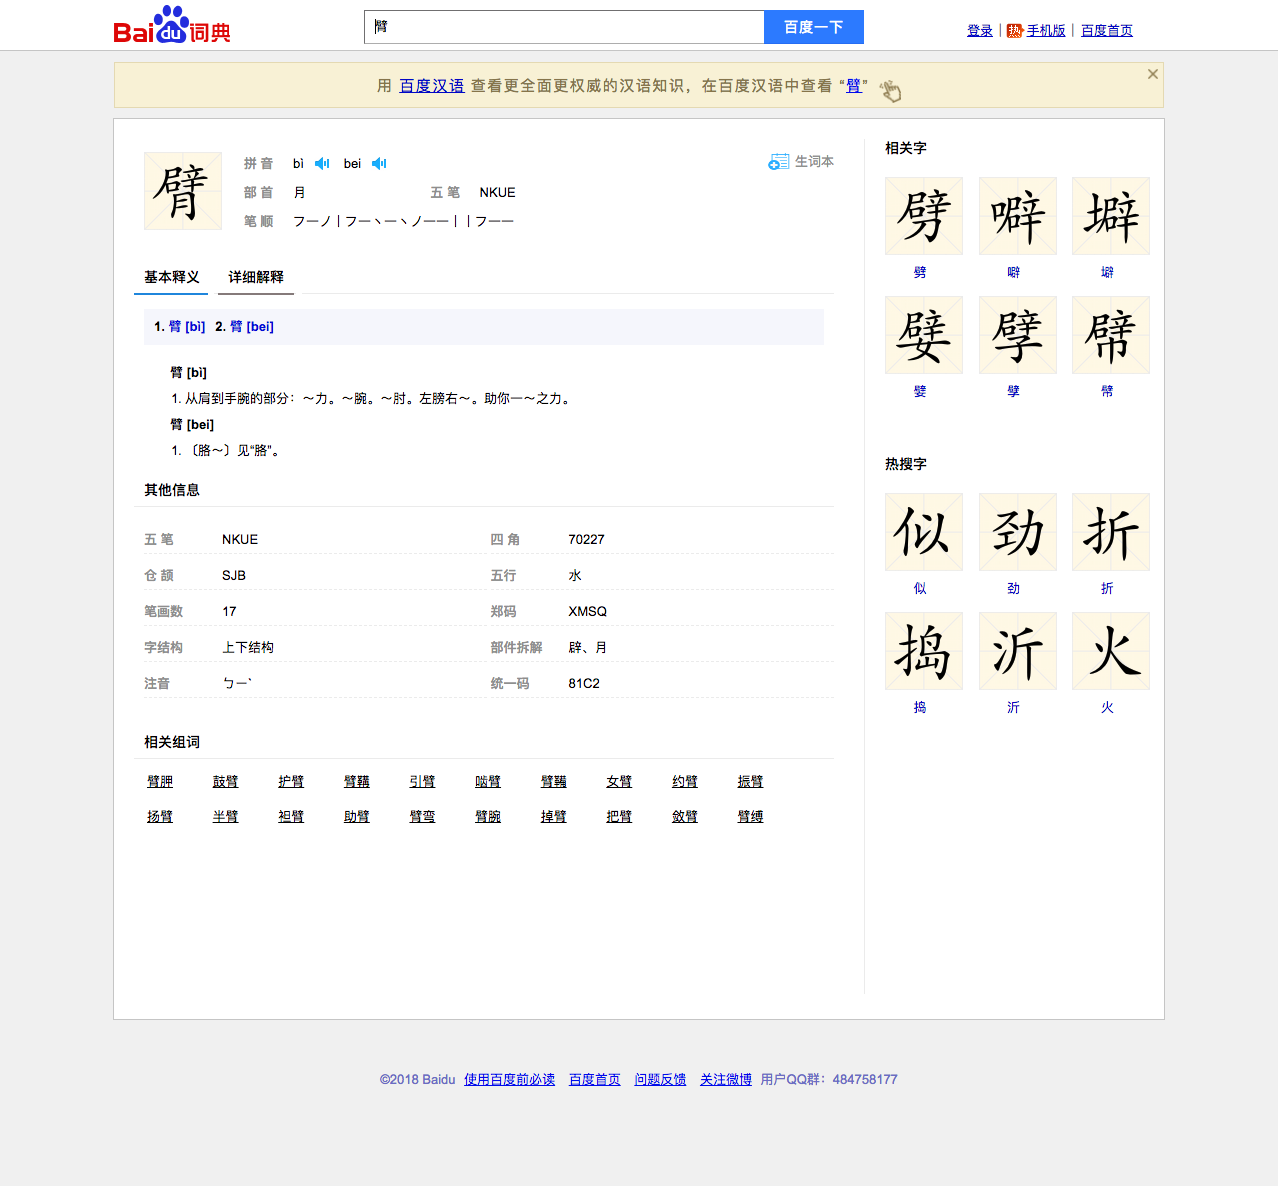 Bai du 词典
臂
百度一下
登录 | 热 手机版 | 百度首页
用 百度汉语 查看更全面更权威的汉语知识，在百度汉语中查看 “臂”
臂
拼 音 bì bei
生词本
部 首 月 五 笔 NKUE
笔 顺 フ一ノ丨フ一丶一丶ノ一一丨丨フ一一
基本释义 详细解释
1. 臂 [bì] 2. 臂 [bei]
臂 [bì]
1. 从肩到手腕的部分：～力。～腕。～肘。左膀右～。助你一～之力。
臂 [bei]
1. 〔胳～〕见“胳”。
其他信息
五 笔 NKUE 四 角 70227
仓 颉 SJB 五行 水
笔画数 17 郑码 XMSQ
字结构 上下结构 部件拆解 辟、月
注音 ㄅㄧˋ 统一码 81C2
相关组词
臂胛 鼓臂 护臂 臂鞲 引臂 啮臂 女臂 约臂 振臂
扬臂 半臂 袒臂 助臂 臂弯 臂腕 掉臂 把臂 敛臂 臂缚
相关字
劈 噼 壀
劈 噼 壀
嬖 孹 幦
嬖 孹 幦
热搜字
似 劲 折
似 劲 折
捣 沂 火
捣 沂 火
©2018 Baidu 使用百度前必读 百度首页 问题反馈 关注微博 用户QQ群：484758177